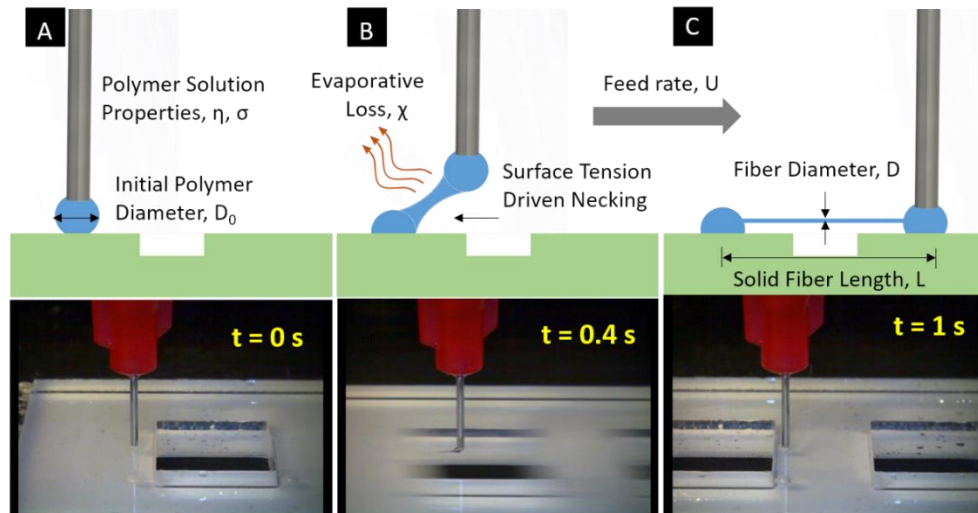 A
Polymer Solution
Properties, η, σ
Initial Polymer
Diameter, D₀
t = 0 s
B
Evaporative
Loss, χ
Surface Tension
Driven Necking
t = 0.4 s
C
Feed rate, U
Fiber Diameter, D
Solid Fiber Length, L
t = 1 s